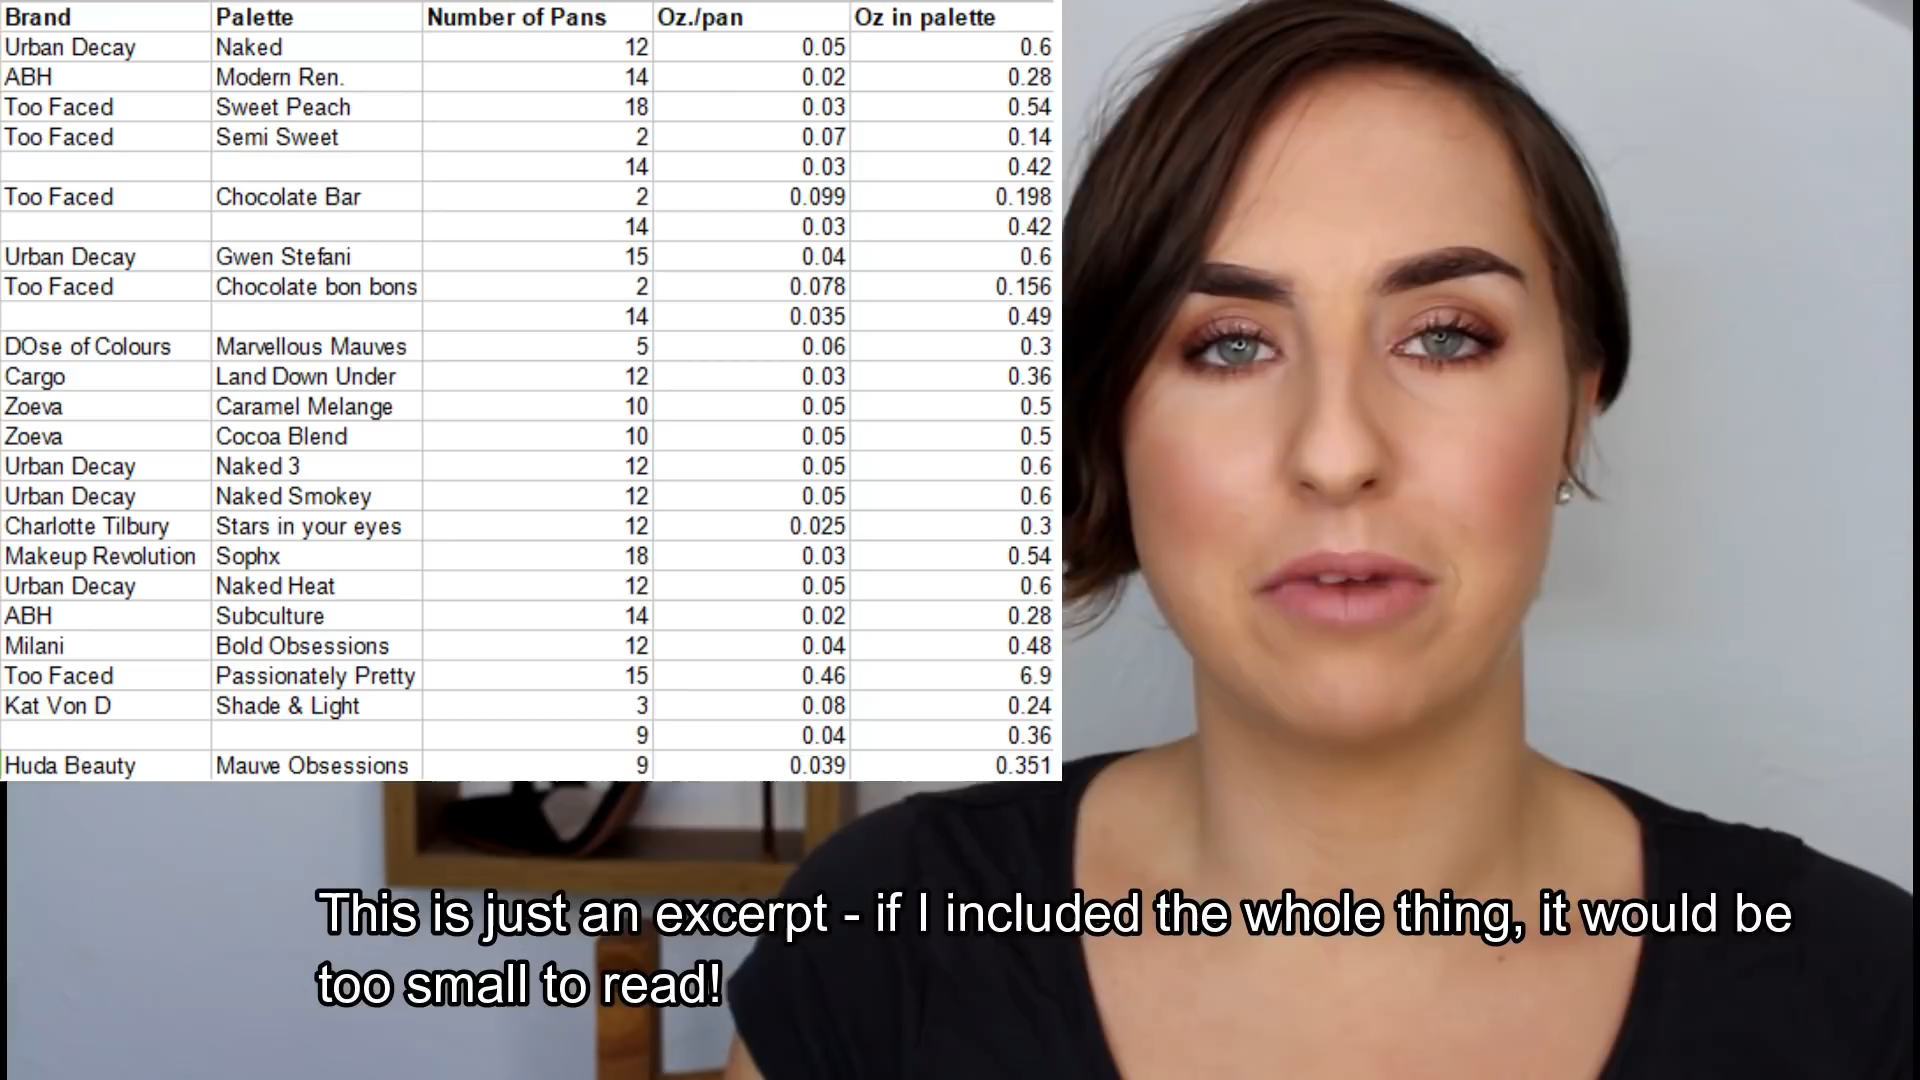 Brand Palette Number of Pans Oz./pan Oz in palette
Urban Decay Naked 12 0.05 0.6
ABH Modern Ren. 14 0.02 0.28
Too Faced Sweet Peach 18 0.03 0.54
Too Faced Semi Sweet 2 0.07 0.14
14 0.03 0.42
Too Faced Chocolate Bar 2 0.099 0.198
14 0.03 0.42
Urban Decay Gwen Stefani 15 0.04 0.6
Too Faced Chocolate bon bons 2 0.078 0.156
14 0.035 0.49
DOse of Colours Marvellous Mauves 5 0.06 0.3
Cargo Land Down Under 12 0.03 0.36
Zoeva Caramel Melange 10 0.05 0.5
Zoeva Cocoa Blend 10 0.05 0.5
Urban Decay Naked 3 12 0.05 0.6
Urban Decay Naked Smokey 12 0.05 0.6
Charlotte Tilbury Stars in your eyes 12 0.025 0.3
Makeup Revolution Sophx 18 0.03 0.54
Urban Decay Naked Heat 12 0.05 0.6
ABH Subculture 14 0.02 0.28
Milani Bold Obsessions 12 0.04 0.48
Too Faced Passionately Pretty 15 0.46 6.9
Kat Von D Shade & Light 3 0.08 0.24
9 0.04 0.36
Huda Beauty Mauve Obsessions 9 0.039 0.351
This is just an excerpt - if I included the whole thing, it would be
too small to read!